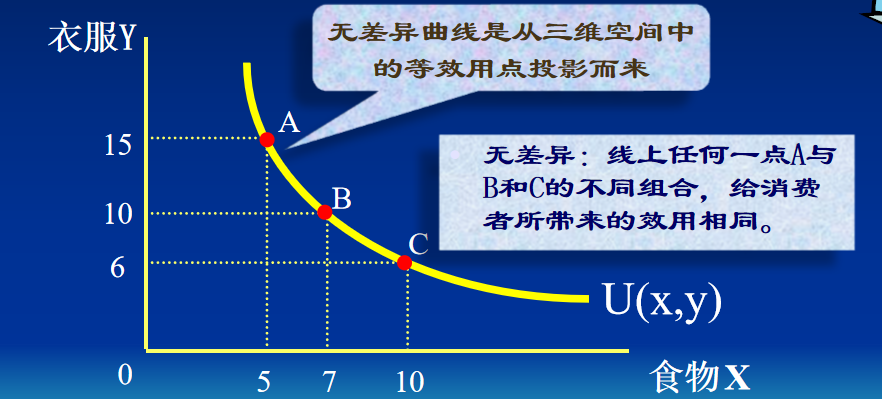 衣服Y
无差异曲线是从三维空间中
的等效用点投影而来
A
15
无差异：线上任何一点A与
B和C的不同组合，给消费
者所带来的效用相同。
B
10
C
6
U(x,y)
0
5
7
10
食物X